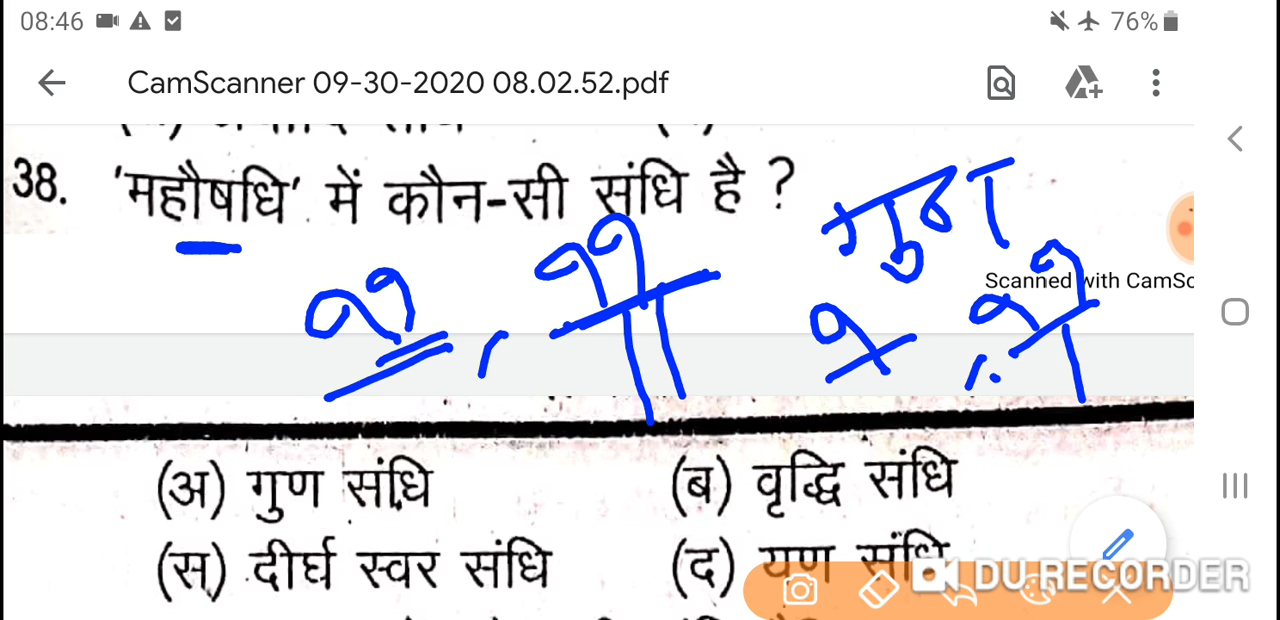 08:46 76%
CamScanner 09-30-2020 08.02.52.pdf
38. 'महौषधि' में कौन-सी संधि है ?
गुण
Scanned with CamSc
(अ) गुण संधि (ब) वृद्धि संधि
(स) दीर्घ स्वर संधि (द) यण संधि
DU RECORDER